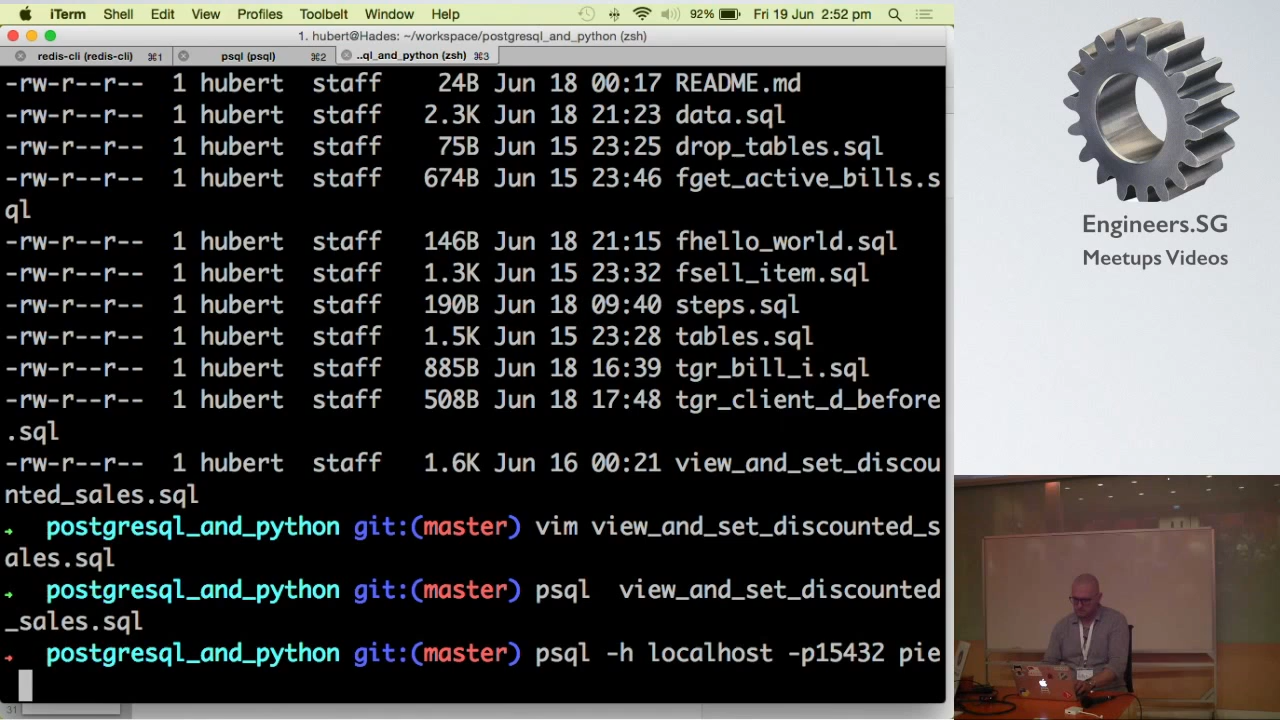 iTerm Shell Edit View Profiles Toolbelt Window Help 92% Fri 19 Jun 2:52 pm
1. hubert@Hades: ~/workspace/postgresql_and_python (zsh)
redis-cli (redis-cli) ⌘1 psql (psql) ⌘2 ..ql_and_python (zsh) ⌘3
-rw-r--r-- 1 hubert staff 24B Jun 18 00:17 README.md
-rw-r--r-- 1 hubert staff 2.3K Jun 18 21:23 data.sql
-rw-r--r-- 1 hubert staff 75B Jun 15 23:25 drop_tables.sql
-rw-r--r-- 1 hubert staff 674B Jun 15 23:46 fget_active_bills.s
ql
-rw-r--r-- 1 hubert staff 146B Jun 18 21:15 fhello_world.sql
-rw-r--r-- 1 hubert staff 1.3K Jun 15 23:32 fsell_item.sql
-rw-r--r-- 1 hubert staff 190B Jun 18 09:40 steps.sql
-rw-r--r-- 1 hubert staff 1.5K Jun 15 23:28 tables.sql
-rw-r--r-- 1 hubert staff 885B Jun 18 16:39 tgr_bill_i.sql
-rw-r--r-- 1 hubert staff 508B Jun 18 17:48 tgr_client_d_before
.sql
-rw-r--r-- 1 hubert staff 1.6K Jun 16 00:21 view_and_set_discou
nted_sales.sql
→ postgresql_and_python git:(master) vim view_and_set_discounted_s
ales.sql
→ postgresql_and_python git:(master) psql  view_and_set_discounted
_sales.sql
→ postgresql_and_python git:(master) psql -h localhost -p15432 pie
31
Engineers.SG
Meetups Videos